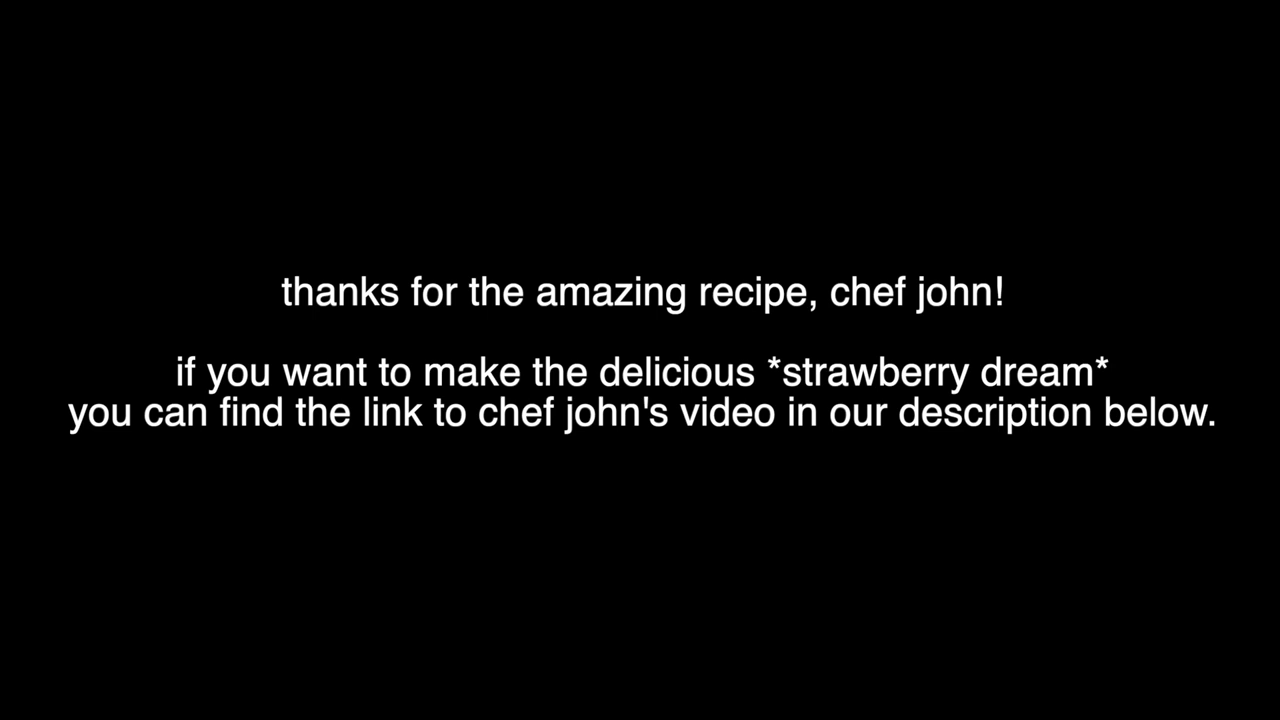 thanks for the amazing recipe, chef john!
if you want to make the delicious *strawberry dream*
you can find the link to chef john's video in our description below.